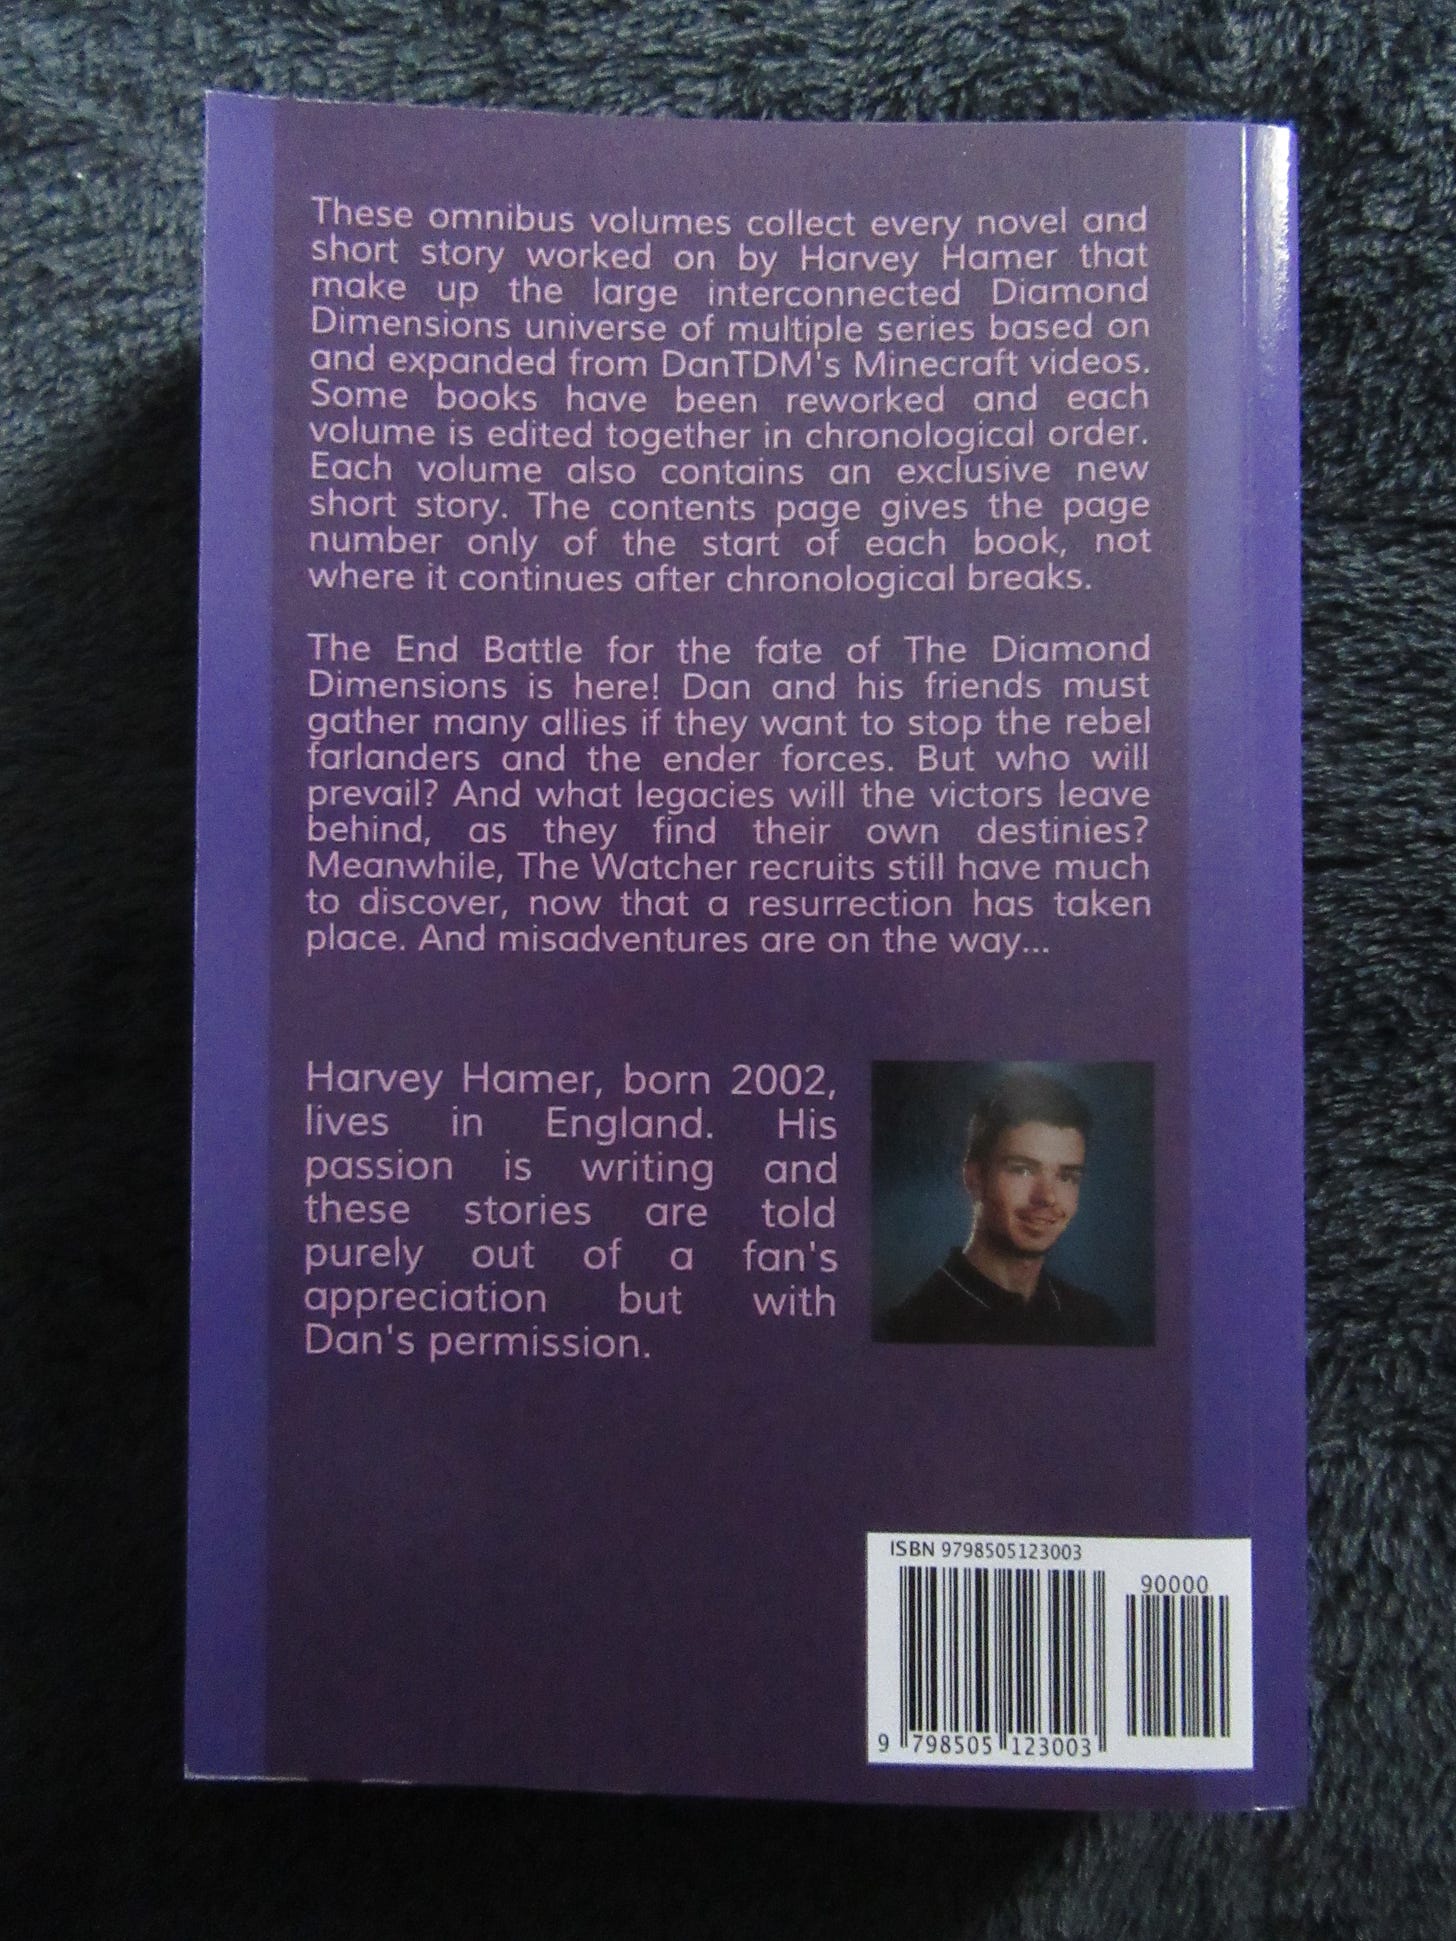 These omnibus volumes collect every novel and
short story worked on by Harvey Hamer that
make up the large interconnected Diamond
Dimensions universe of multiple series based on
and expanded from DanTDM's Minecraft videos.
Some books have been reworked and each
volume is edited together in chronological order.
Each volume also contains an exclusive new
short story. The contents page gives the page
number only of the start of each book, not
where it continues after chronological breaks.
The End Battle for the fate of The Diamond
Dimensions is here! Dan and his friends must
gather many allies if they want to stop the rebel
farlanders and the ender forces. But who will
prevail? And what legacies will the victors leave
behind, as they find their own destinies?
Meanwhile, The Watcher recruits still have much
to discover, now that a resurrection has taken
place. And misadventures are on the way...
Harvey Hamer, born 2002,
lives in England. His
passion is writing and
these stories are told
purely out of a fan's
appreciation but with
Dan's permission.
ISBN 9798505123003
90000
9 798505 123003